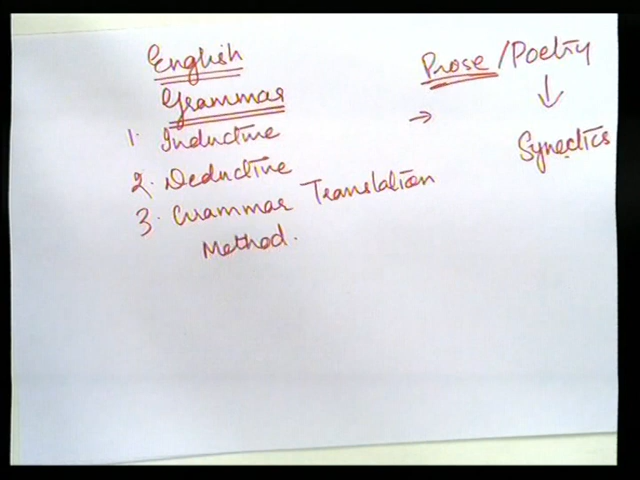 English
Grammar
1. Inductive
2. Deductive
3. Grammar Translation
Method.
Prose / Poetry
→ ↓
Synectics